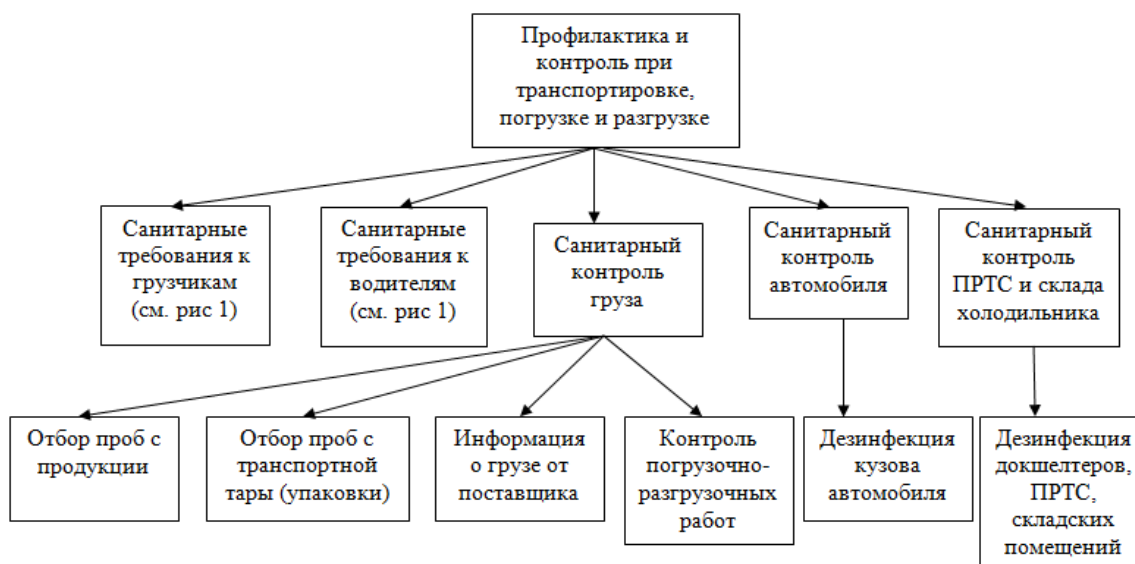 Профилактика и
контроль при
транспортировке,
погрузке и разгрузке
Санитарные
требования к
грузчикам
(см. рис 1)
Санитарные
требования к
водителям
(см. рис 1)
Санитарный
контроль
груза
Санитарный
контроль
автомобиля
Санитарный
контроль
ПРТС и склада
холодильника
Отбор проб с
продукции
Отбор проб с
транспортной
тары (упаковки)
Информация
о грузе от
поставщика
Контроль
погрузочно-
разгрузочных
работ
Дезинфекция
кузова
автомобиля
Дезинфекция
докшелтеров,
ПРТС,
складских
помещений